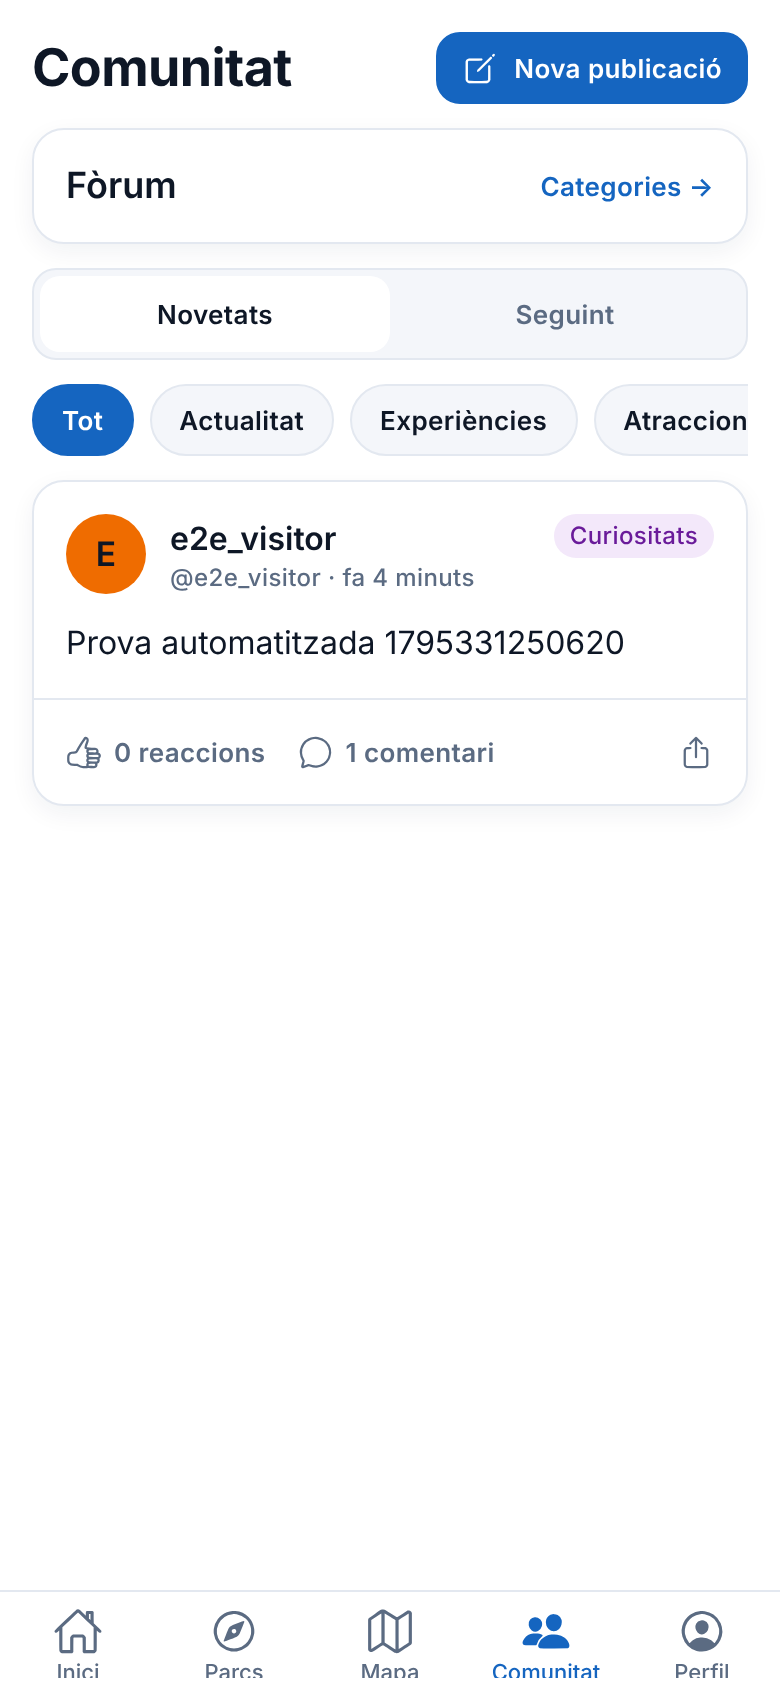 Comunitat
Nova publicació
Fòrum
Categories →
Novetats
Seguint
Tot
Actualitat
Experiències
Atraccion
E
e2e_visitor
Curiositats
@e2e_visitor · fa 4 minuts
Prova automatitzada 1795331250620
0 reaccions
1 comentari
Inici
Parcs
Mapa
Comunitat
Perfil